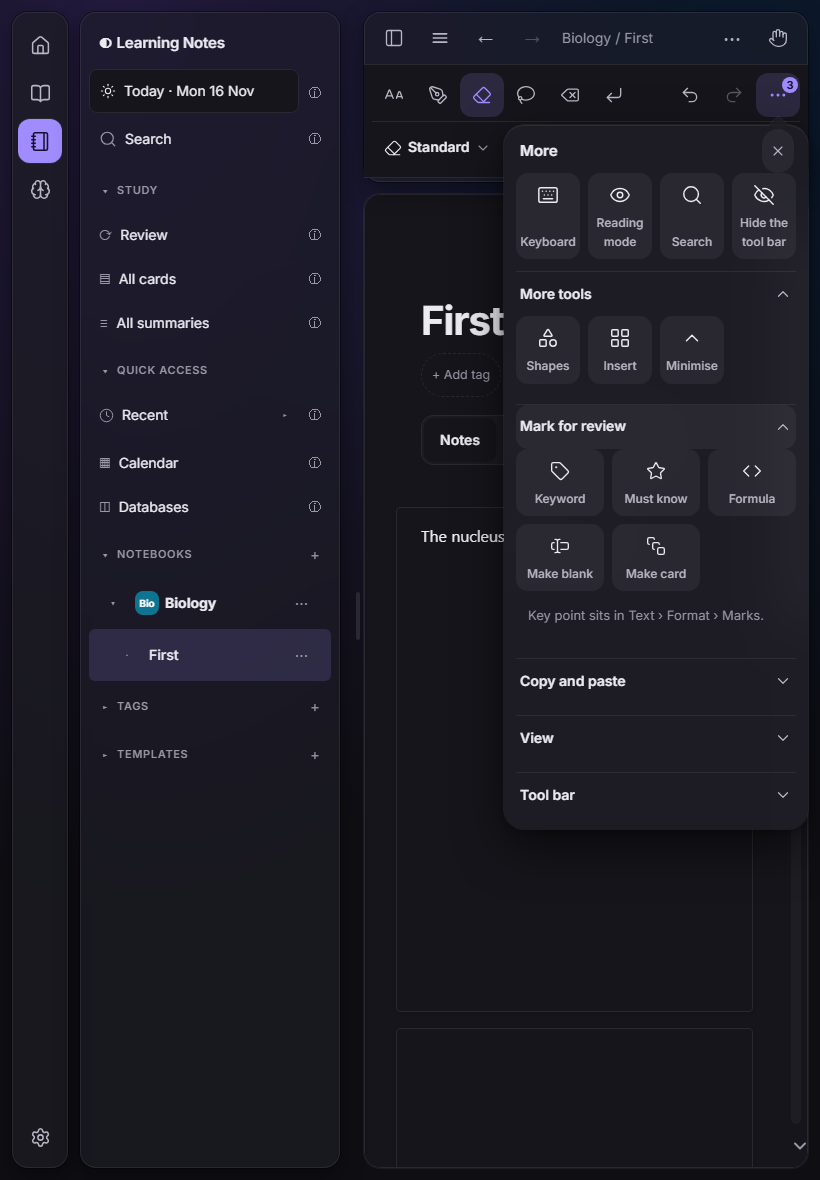 Learning Notes
Today · Mon 16 Nov
Search
STUDY
Review
All cards
All summaries
QUICK ACCESS
Recent
Calendar
Databases
NOTEBOOKS
Bio Biology
First
TAGS
TEMPLATES
Biology / First
AA
3
Standard
First
+ Add tag
Notes
The nucleus
More
Keyboard
Reading mode
Search
Hide the tool bar
More tools
Shapes
Insert
Minimise
Mark for review
Keyword
Must know
Formula
Make blank
Make card
Key point sits in Text › Format › Marks.
Copy and paste
View
Tool bar